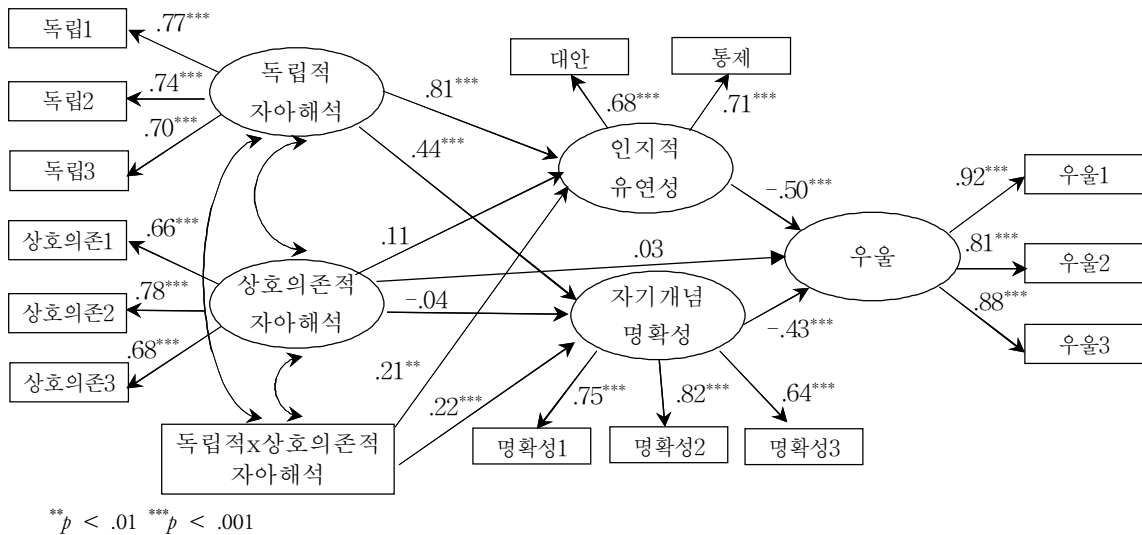 독립1
.77***
독립2
.74***
독립3
.70***
독립적
자아해석
.81***
.44***
대안
통제
.68***
.71***
인지적
유연성
-.50***
상호의존1
.66***
상호의존2
.78***
상호의존3
.68***
상호의존적
자아해석
.11
.03
-.04
우울
.92***
우울1
.81***
우울2
.88***
우울3
자기개념
명확성
-.43***
.21**
.22***
.75***
.82***
.64***
명확성1
명확성2
명확성3
독립적x상호의존적
자아해석
**p < .01 ***p < .001